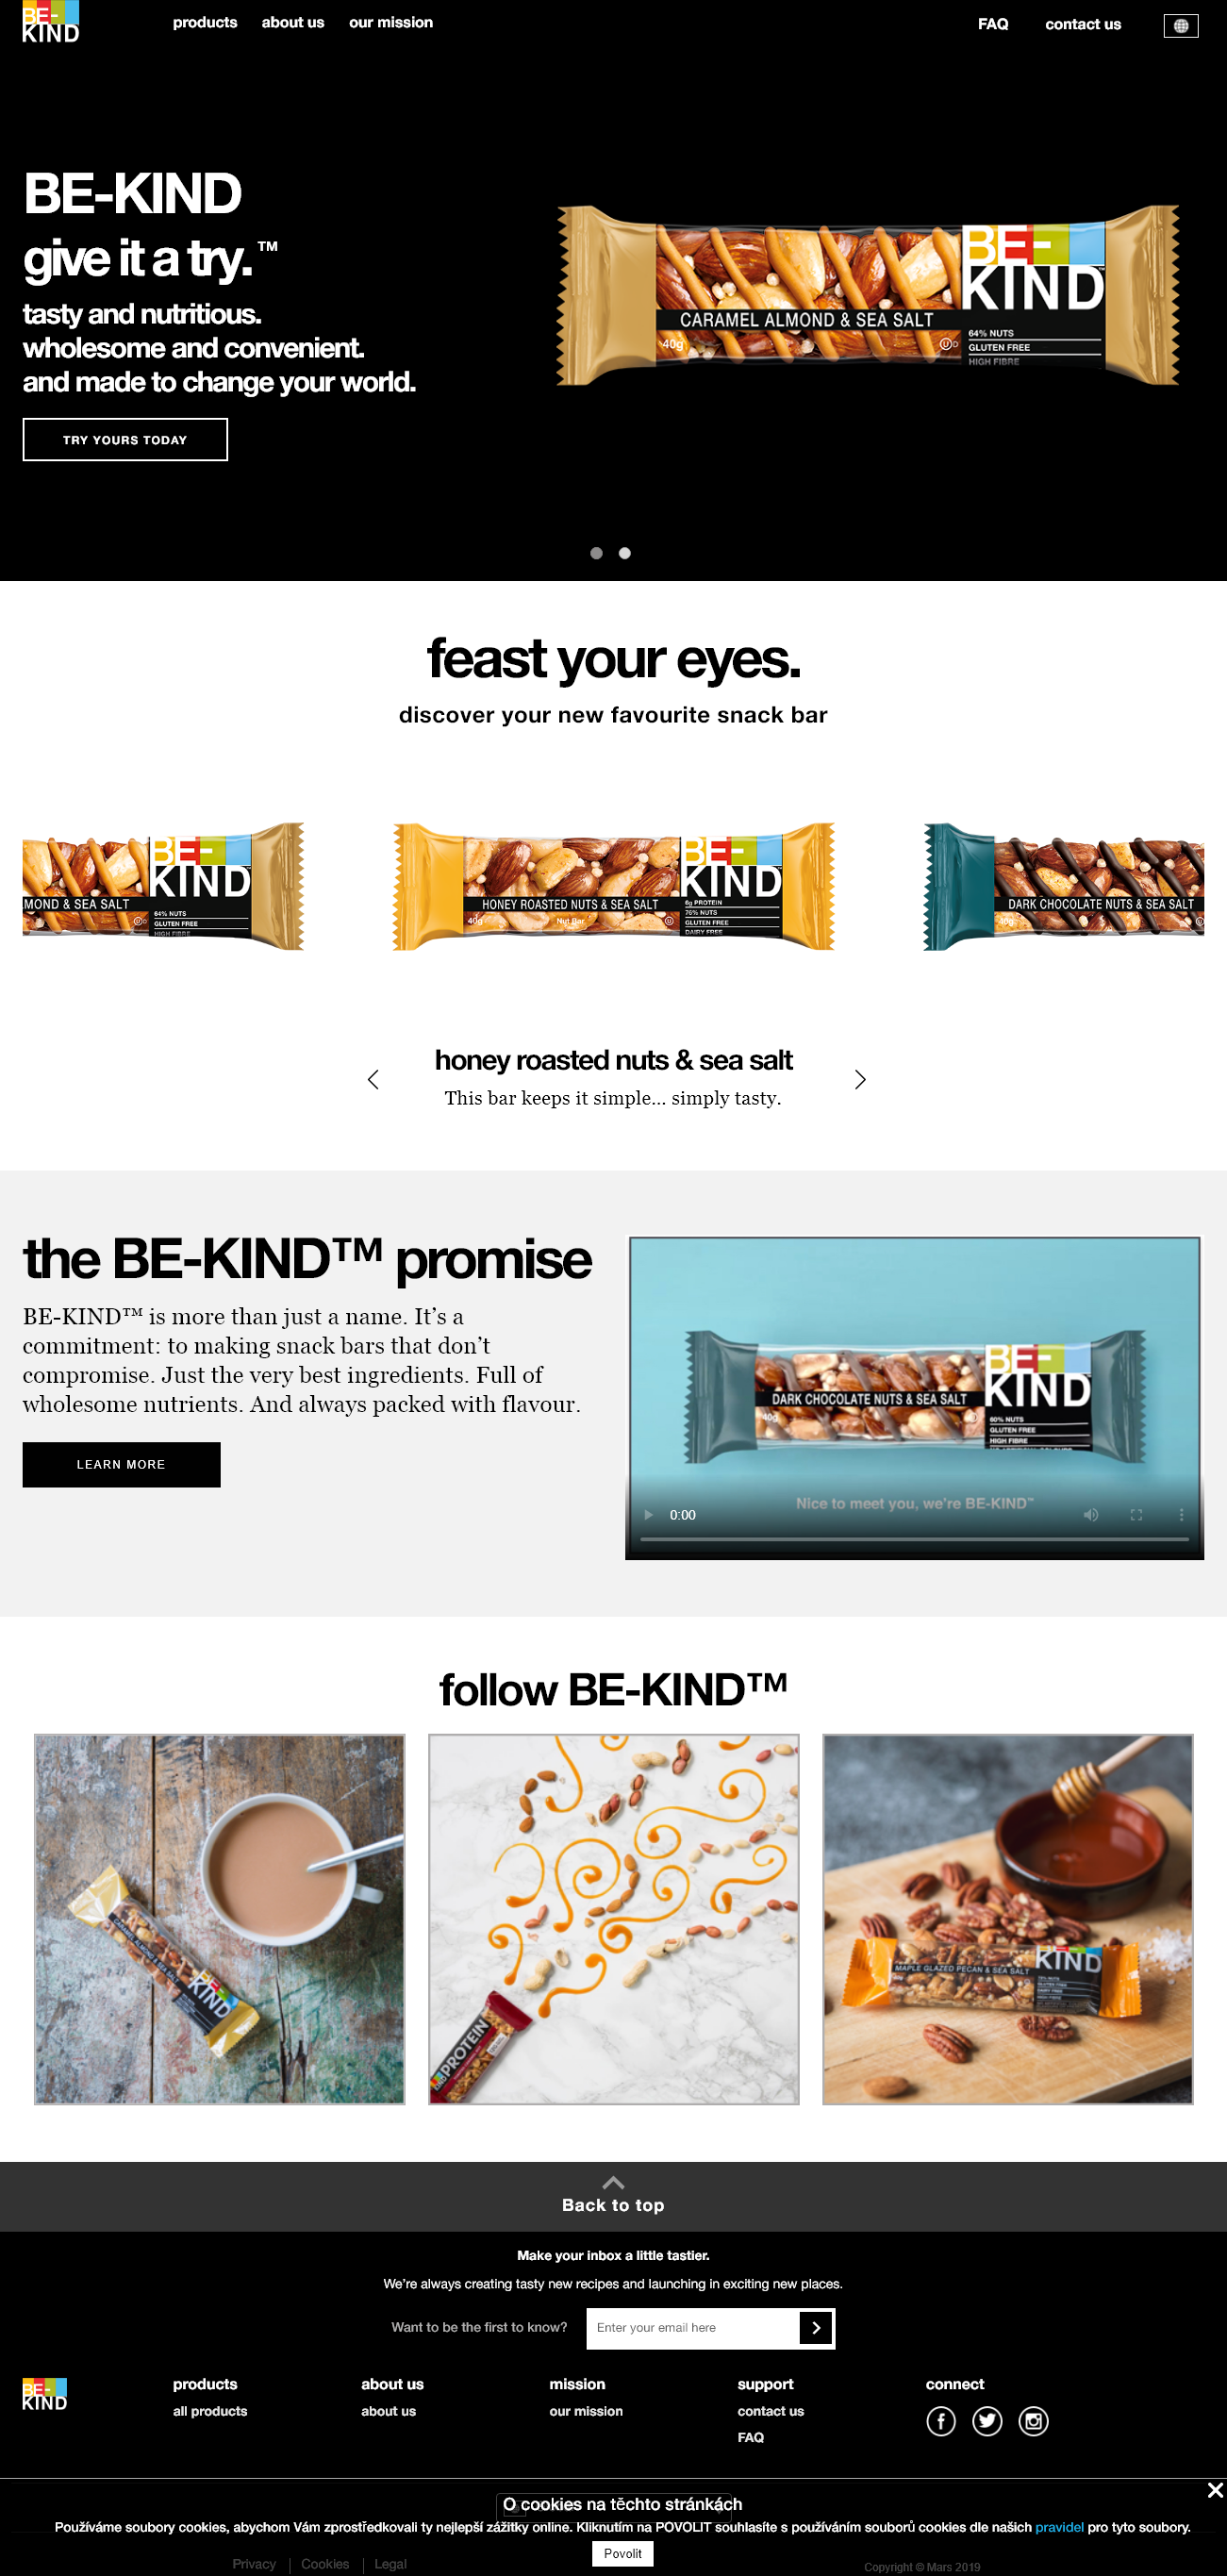 BE-KIND
products about us our mission
FAQ contact us
BE-KIND
give it a try.™
tasty and nutritious.
wholesome and convenient.
and made to change your world.
TRY YOURS TODAY
BE-KIND™
CARAMEL ALMOND & SEA SALT
40g
64% NUTS
GLUTEN FREE
HIGH FIBRE
feast your eyes.
discover your new favourite snack bar
BE-KIND
MOND & SEA SALT
64% NUTS
GLUTEN FREE
HIGH FIBRE
BE-KIND
HONEY ROASTED NUTS & SEA SALT
40g
Nut Bar
6g PROTEIN
76% NUTS
GLUTEN FREE
DAIRY FREE
DARK CHOCOLATE NUTS & SEA SALT
40g
honey roasted nuts & sea salt
This bar keeps it simple... simply tasty.
the BE-KIND™ promise
BE-KIND™ is more than just a name. It’s a
commitment: to making snack bars that don’t
compromise. Just the very best ingredients. Full of
wholesome nutrients. And always packed with flavour.
LEARN MORE
BE-KIND
DARK CHOCOLATE NUTS & SEA SALT
40g
60% NUTS
GLUTEN FREE
HIGH FIBRE
Nice to meet you, we’re BE-KIND™
0:00
follow BE-KIND™
CARAMEL ALMOND & SEA SALT
KIND
PROTEIN
KIND
MAPLE GLAZED PECAN & SEA SALT
Back to top
Make your inbox a little tastier.
We’re always creating tasty new recipes and launching in exciting new places.
Want to be the first to know? Enter your email here
BE-KIND
products about us mission support connect
all products about us our mission contact us
FAQ
O cookies na těchto stránkách
Používáme soubory cookies, abychom Vám zprostředkovali ty nejlepší zážitky online. Kliknutím na POVOLIT souhlasíte s používáním souborů cookies dle našich pravidel pro tyto soubory.
Povolit
Privacy | Cookies | Legal
Copyright © Mars 2019